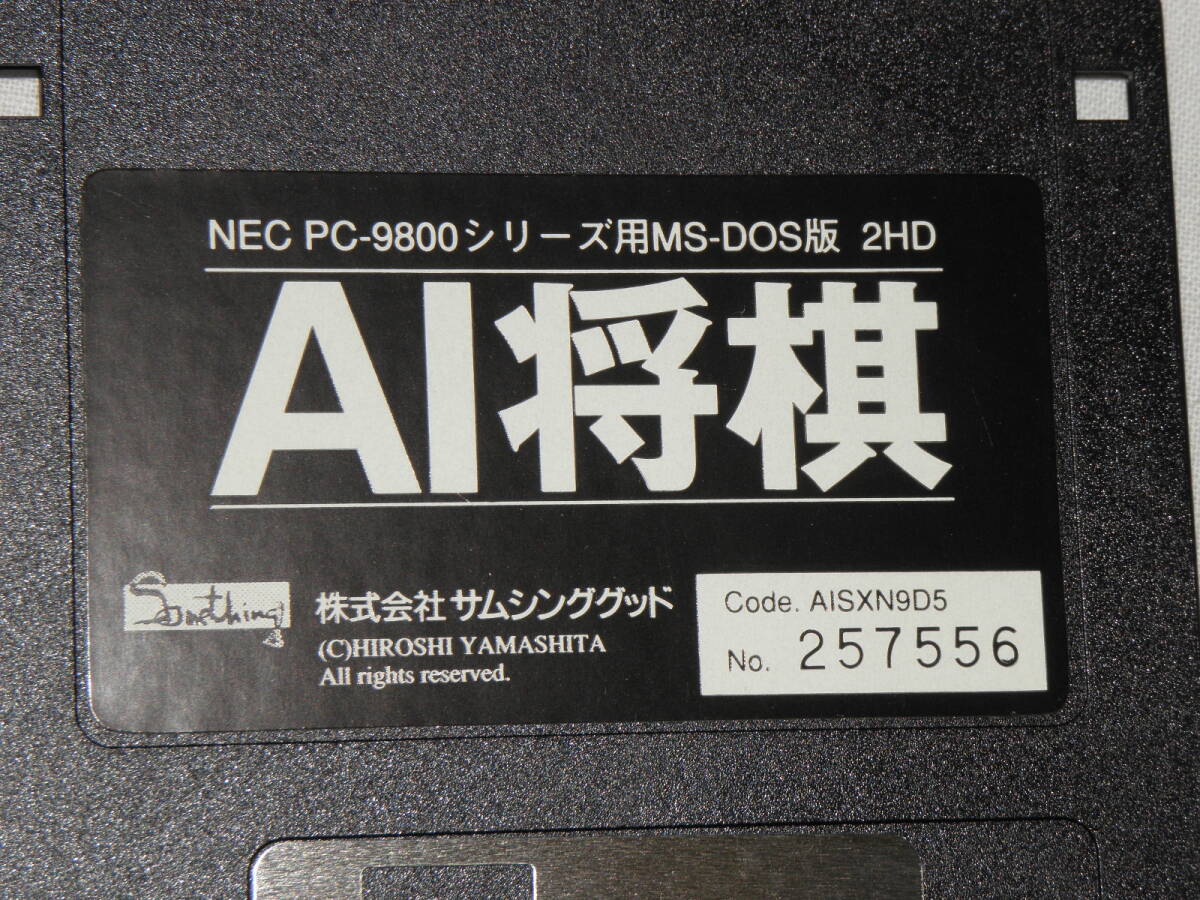 NEC PC-9800シリーズ用MS-DOS版 2HD
AI将棋
Something
株式会社サムシンググッド
(C)HIROSHI YAMASHITA
All rights reserved.
Code. AISXN9D5
No. 257556